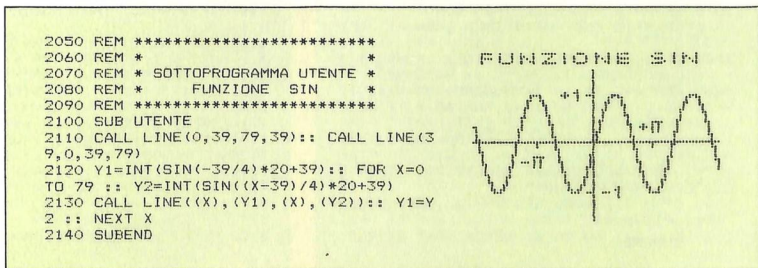 2050 REM *************************
2060 REM *                       *
2070 REM * SOTTOPROGRAMMA UTENTE *
2080 REM *     FUNZIONE  SIN     *
2090 REM *************************
2100 SUB UTENTE
2110 CALL LINE(0,39,79,39):: CALL LINE(3
9,0,39,79)
2120 Y1=INT(SIN(-39/4)*20+39):: FOR X=0
TO 79 :: Y2=INT(SIN((X-39)/4)*20+39)
2130 CALL LINE((X),(Y1),(X),(Y2)):: Y1=Y
2 :: NEXT X
2140 SUBEND
FUNZIONE SIN
+1
+π
-π
-1